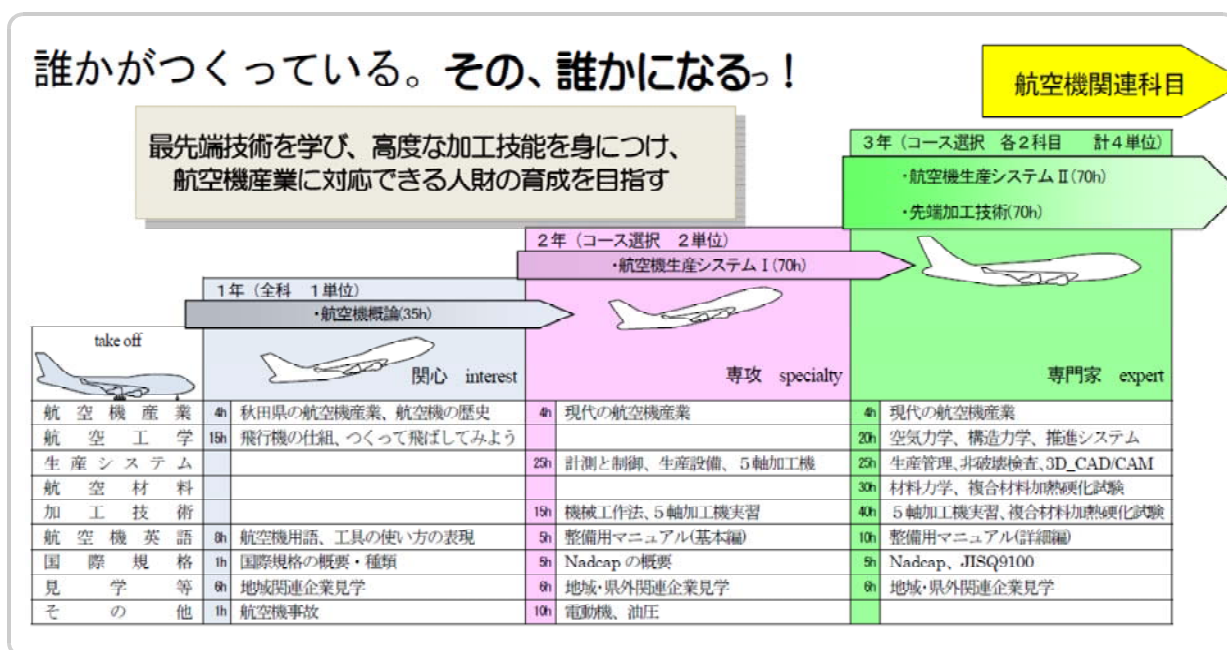 誰かがつくっている。その、誰かになるっ！
航空機関連科目
最先端技術を学び、高度な加工技能を身につけ、
航空機産業に対応できる人財の育成を目指す
3年（コース選択 各2科目 計4単位）
・航空機生産システムⅡ(70h)
・先端加工技術(70h)
2年（コース選択 2単位）
・航空機生産システムⅠ(70h)
1年（全科 1単位）
・航空機概論(35h)
take off
関心 interest
専攻 specialty
専門家 expert
航空機産業 4h 秋田県の航空機産業、航空機の歴史 4h 現代の航空機産業 4h 現代の航空機産業
航空工学 15h 飛行機の仕組、つくって飛ばしてみよう 20h 空気力学、構造力学、推進システム
生産システム 25h 計測と制御、生産設備、5軸加工機 25h 生産管理、非破壊検査、3D_CAD/CAM
航空材料 30h 材料力学、複合材料加熱硬化試験
加工技術 15h 機械工作法、5軸加工機実習 40h 5軸加工機実習、複合材料加熱硬化試験
航空機英語 8h 航空機用語、工具の使い方の表現 5h 整備用マニュアル(基本編) 10h 整備用マニュアル(詳細編)
国際規格 1h 国際規格の概要・種類 5h Nadcapの概要 5h Nadcap、JISQ9100
見学等 6h 地域関連企業見学 6h 地域・県外関連企業見学 6h 地域・県外関連企業見学
その他 1h 航空機事故 10h 電動機、油圧